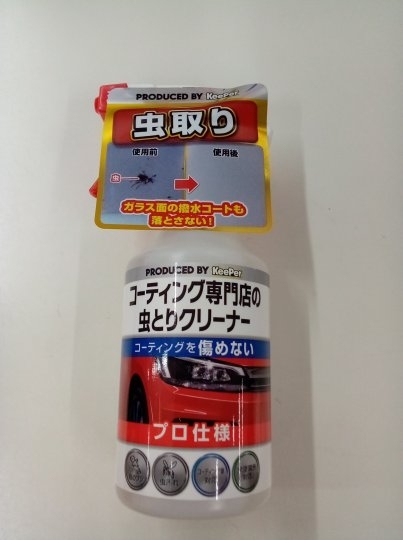 PRODUCED BY KeePer
虫取り
使用前
使用後
虫
ガラス面の撥水コートも
落とさない!
PRODUCED BY KeePer
コーティング専門店の
虫とりクリーナー
コーティングを傷めない
プロ仕様
虫汚れ